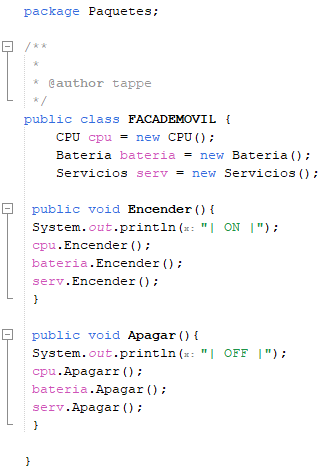 package Paquetes;
/**
*
* @author tappe
*/
public class FACADEMOVIL {
CPU cpu = new CPU();
Bateria bateria = new Bateria();
Servicios serv = new Servicios();
public void Encender(){
System.out.println(x: "| ON |");
cpu.Encender();
bateria.Encender();
serv.Encender();
}
public void Apagar(){
System.out.println(x: "| OFF |");
cpu.Apagarr();
bateria.Apagar();
serv.Apagar();
}
}